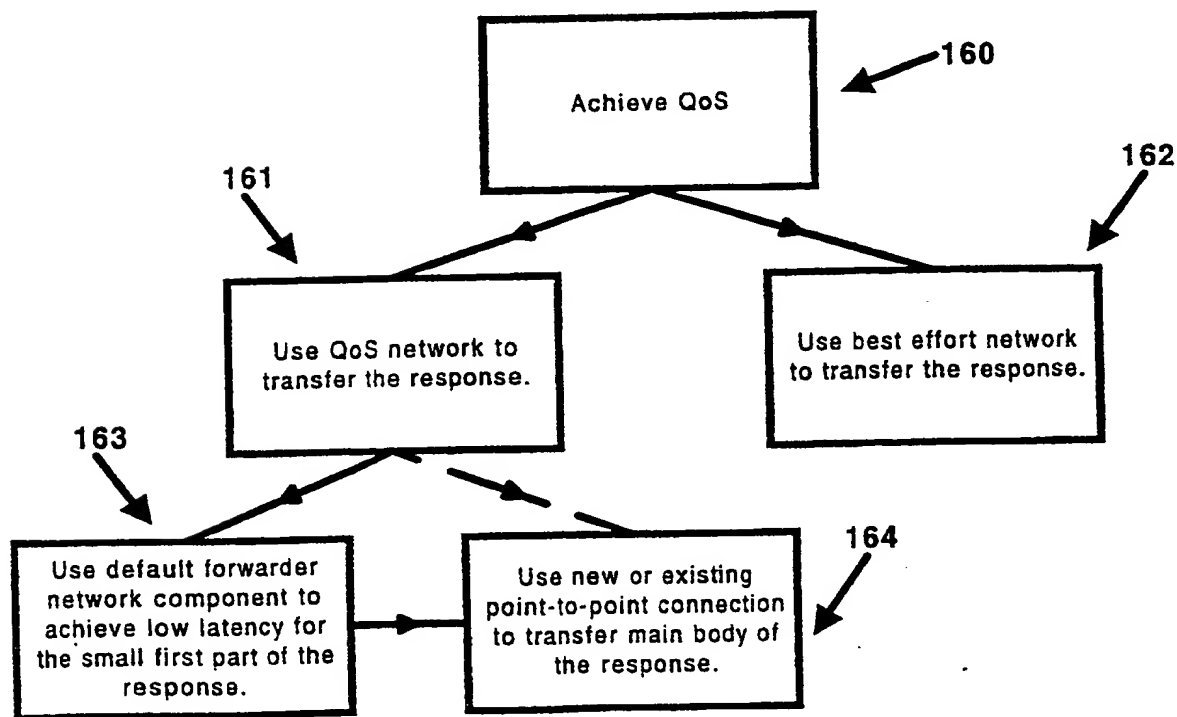 160
Achieve QoS
161
162
Use QoS network to
transfer the response.
Use best effort network
to transfer the response.
163
164
Use default forwarder
network component to
achieve low latency for
the small first part of the
response.
Use new or existing
point-to-point connection
to transfer main body of
the response.